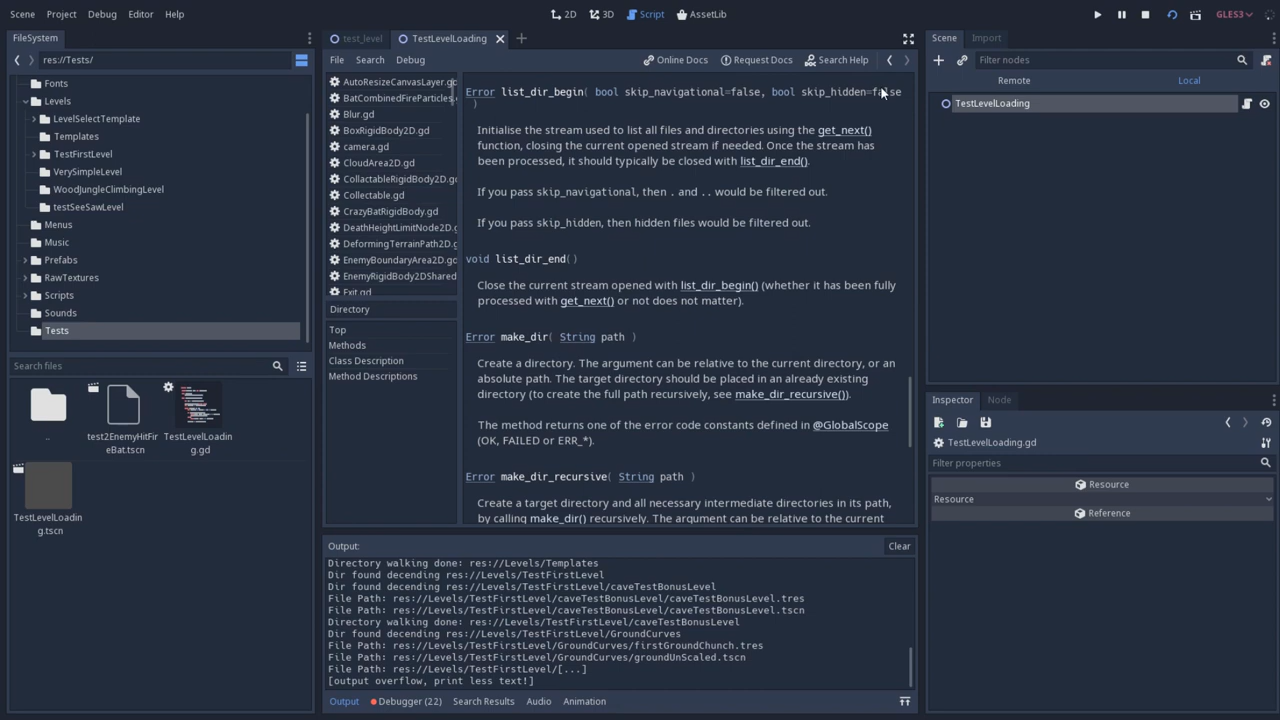 Scene Project Debug Editor Help
2D 3D Script AssetLib
GLES3
FileSystem
res://Tests/
Fonts
Levels
LevelSelectTemplate
Templates
TestFirstLevel
VerySimpleLevel
WoodJungleClimbingLevel
testSeeSawLevel
Menus
Music
Prefabs
RawTextures
Scripts
Sounds
Tests
Search files
..
test2EnemyHitFi
reBat.tscn
TestLevelLoadin
g.gd
TestLevelLoadin
g.tscn
test_level TestLevelLoading
File Search Debug
Online Docs Request Docs Search Help
AutoResizeCanvasLayer.gd
BatCombinedFireParticles.
Blur.gd
BoxRigidBody2D.gd
camera.gd
CloudArea2D.gd
CollactableRigidBody2D.gd
Collectable.gd
CrazyBatRigidBody.gd
DeathHeightLimitNode2D.gd
DeformingTerrainPath2D.g
EnemyBoundaryArea2D.gd
EnemyRigidBody2DShared
Exit.gd
Directory
Top
Methods
Class Description
Method Descriptions
Error list_dir_begin( bool skip_navigational=false, bool skip_hidden=false
)
Initialise the stream used to list all files and directories using the get_next()
function, closing the current opened stream if needed. Once the stream has
been processed, it should typically be closed with list_dir_end().
If you pass skip_navigational, then . and .. would be filtered out.
If you pass skip_hidden, then hidden files would be filtered out.
void list_dir_end()
Close the current stream opened with list_dir_begin() (whether it has been fully
processed with get_next() or not does not matter).
Error make_dir( String path )
Create a directory. The argument can be relative to the current directory, or an
absolute path. The target directory should be placed in an already existing
directory (to create the full path recursively, see make_dir_recursive()).
The method returns one of the error code constants defined in @GlobalScope
(OK, FAILED or ERR_*).
Error make_dir_recursive( String path )
Create a target directory and all necessary intermediate directories in its path,
by calling make_dir() recursively. The argument can be relative to the current
Output:
Clear
Directory walking done: res://Levels/Templates
Dir found decending res://Levels/TestFirstLevel
Dir found decending res://Levels/TestFirstLevel/caveTestBonusLevel
File Path: res://Levels/TestFirstLevel/caveTestBonusLevel/caveTestBonusLevel.tres
File Path: res://Levels/TestFirstLevel/caveTestBonusLevel/caveTestBonusLevel.tscn
Directory walking done: res://Levels/TestFirstLevel/caveTestBonusLevel
Dir found decending res://Levels/TestFirstLevel/GroundCurves
File Path: res://Levels/TestFirstLevel/GroundCurves/firstGroundChunch.tres
File Path: res://Levels/TestFirstLevel/GroundCurves/groundUnScaled.tscn
File Path: res://Levels/TestFirstLevel/[...]
[output overflow, print less text!]
Output Debugger (22) Search Results Audio Animation
Scene Import
Filter nodes
Remote Local
TestLevelLoading
Inspector Node
TestLevelLoading.gd
Filter properties
Resource
Resource
Reference